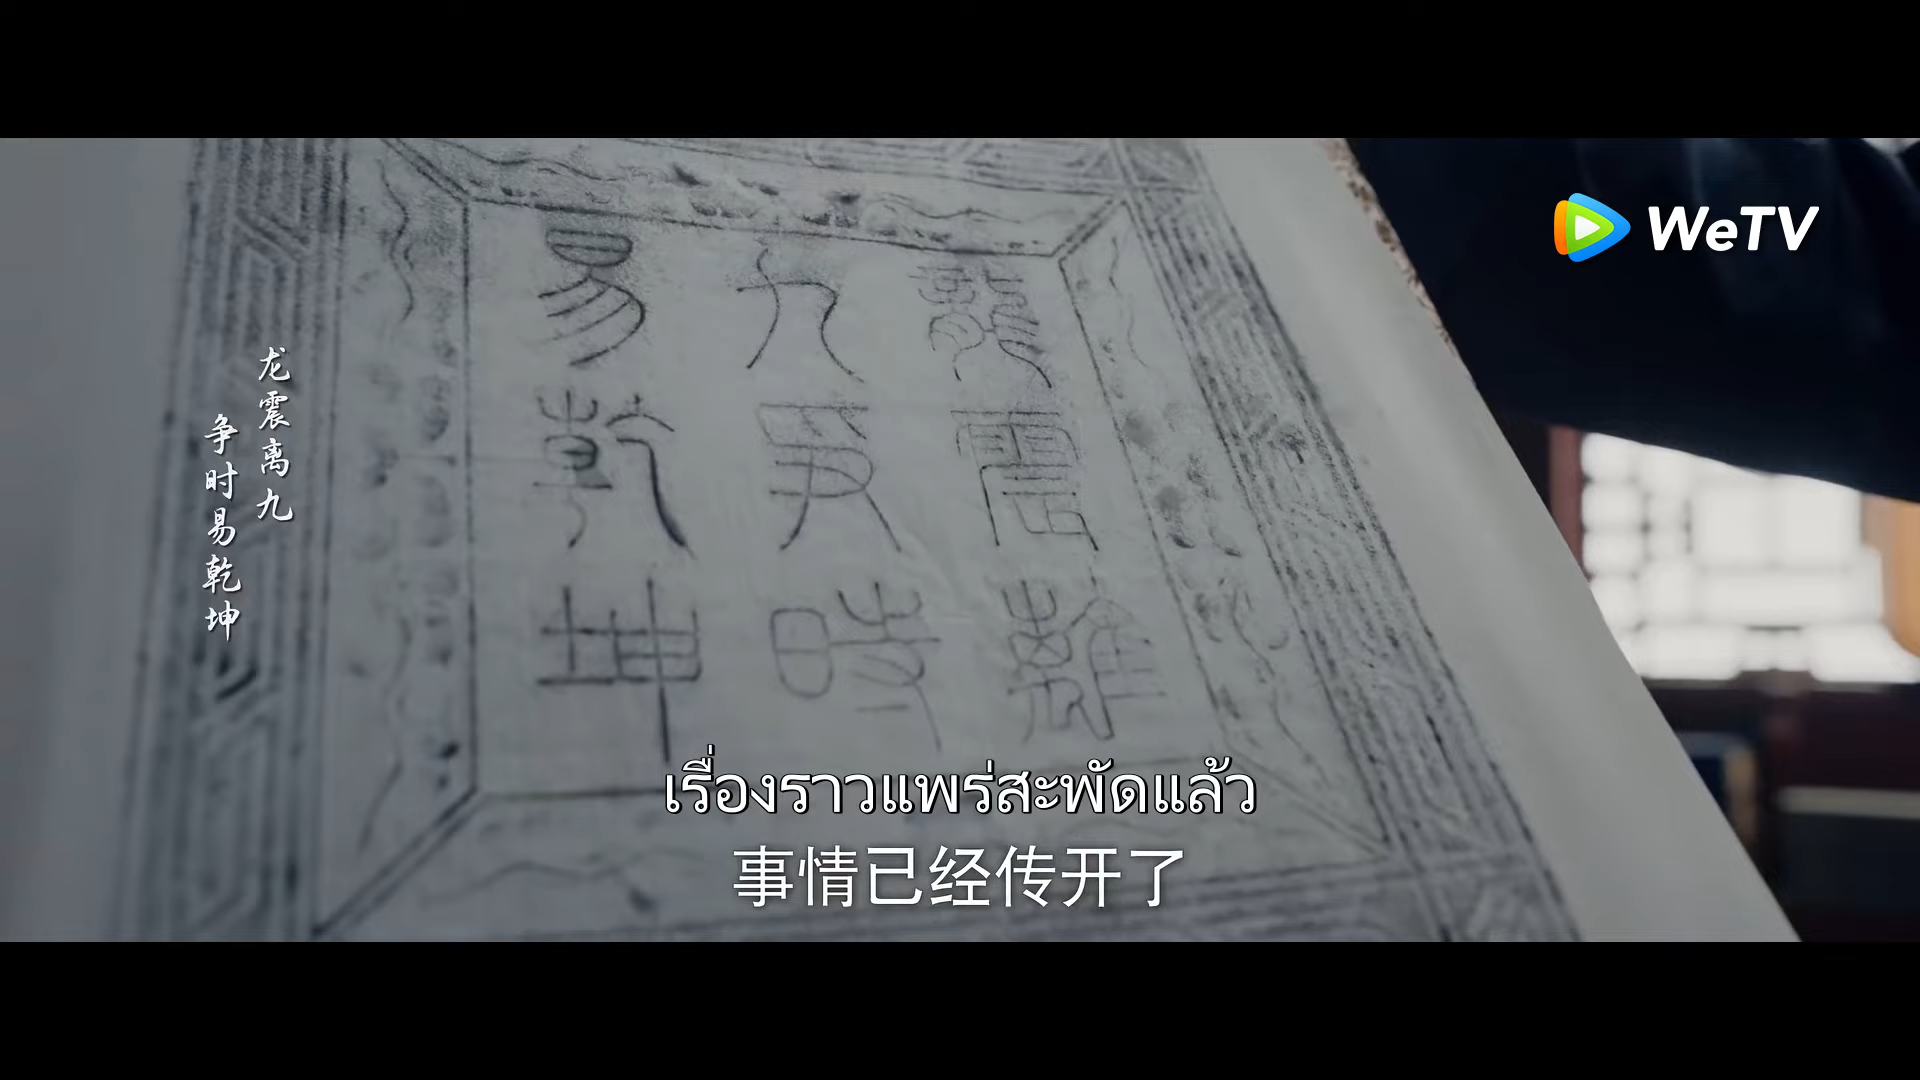 WeTV
龍震離
九爭時
易乾坤
龙震离九
争时易乾坤
เรื่องราวแพร่สะพัดแล้ว
事情已经传开了